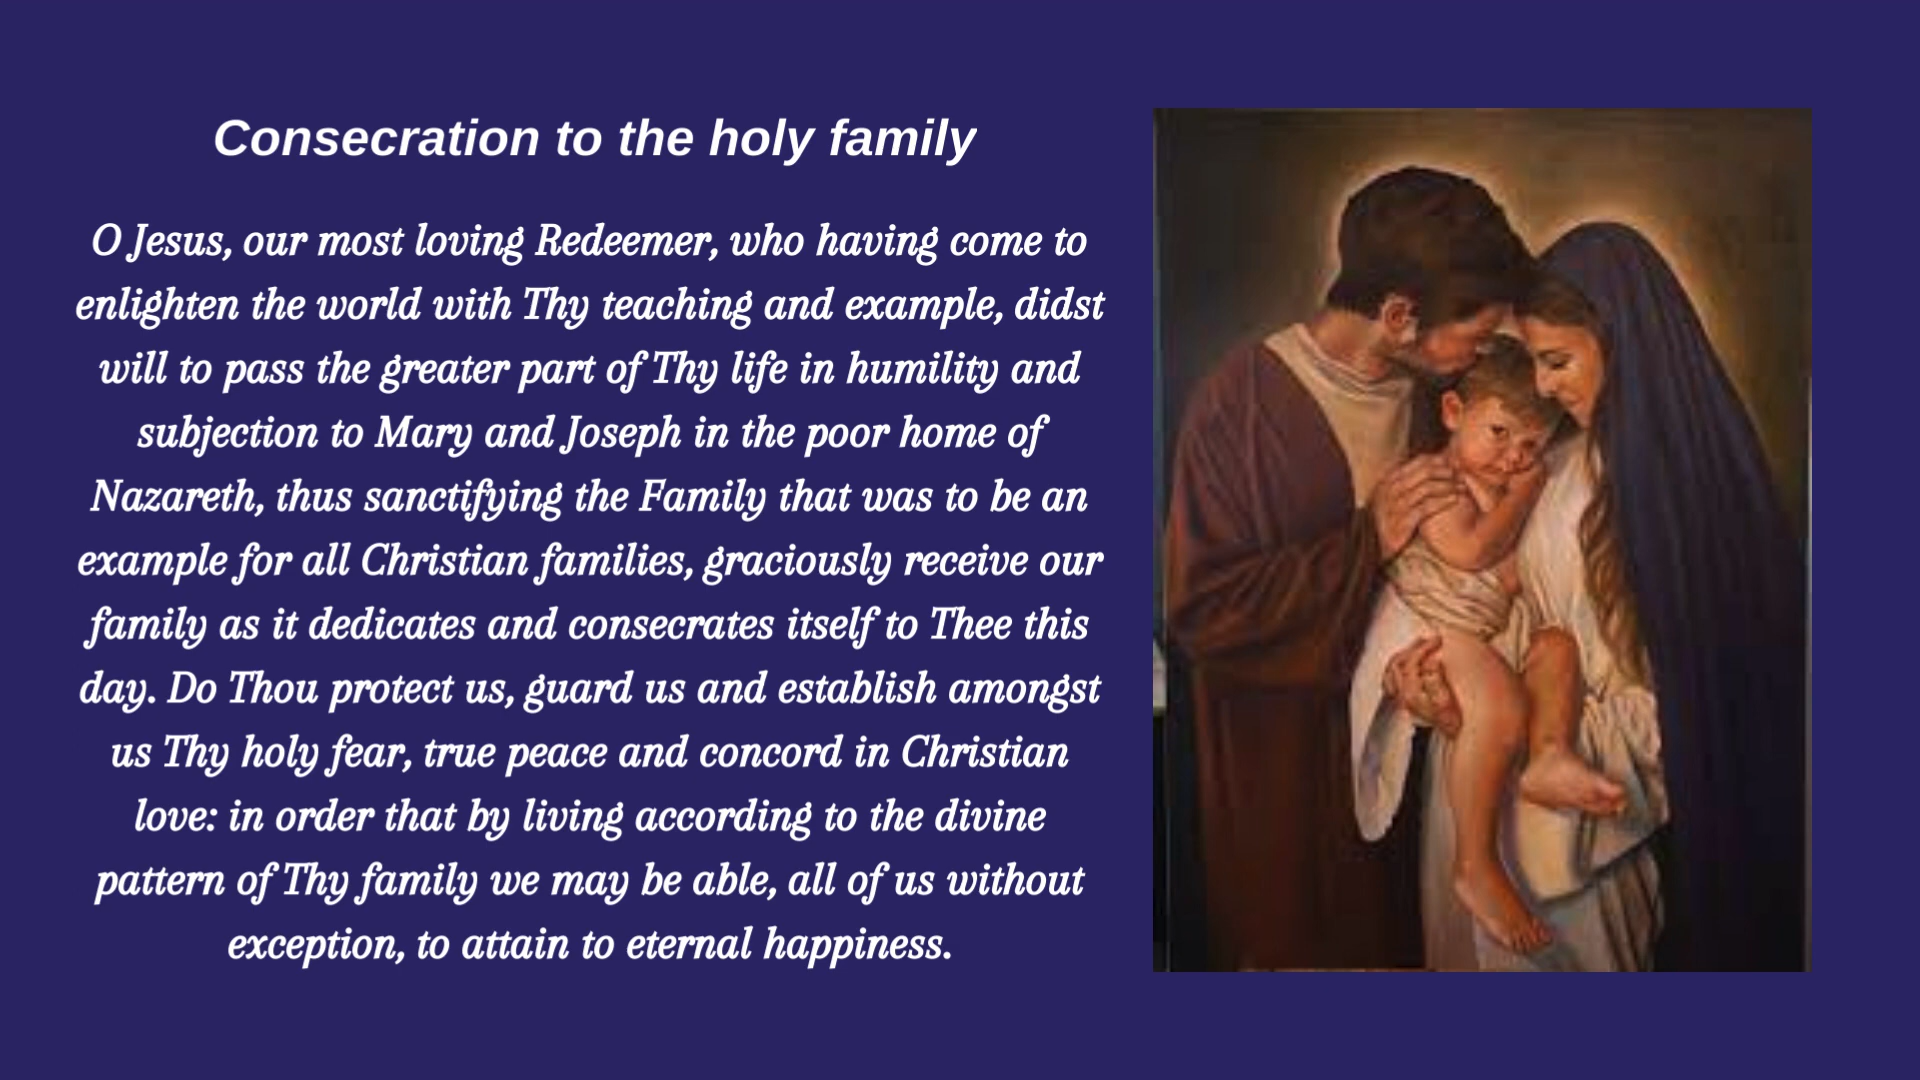 Consecration to the holy family
O Jesus, our most loving Redeemer, who having come to
enlighten the world with Thy teaching and example, didst
will to pass the greater part of Thy life in humility and
subjection to Mary and Joseph in the poor home of
Nazareth, thus sanctifying the Family that was to be an
example for all Christian families, graciously receive our
family as it dedicates and consecrates itself to Thee this
day. Do Thou protect us, guard us and establish amongst
us Thy holy fear, true peace and concord in Christian
love: in order that by living according to the divine
pattern of Thy family we may be able, all of us without
exception, to attain to eternal happiness.